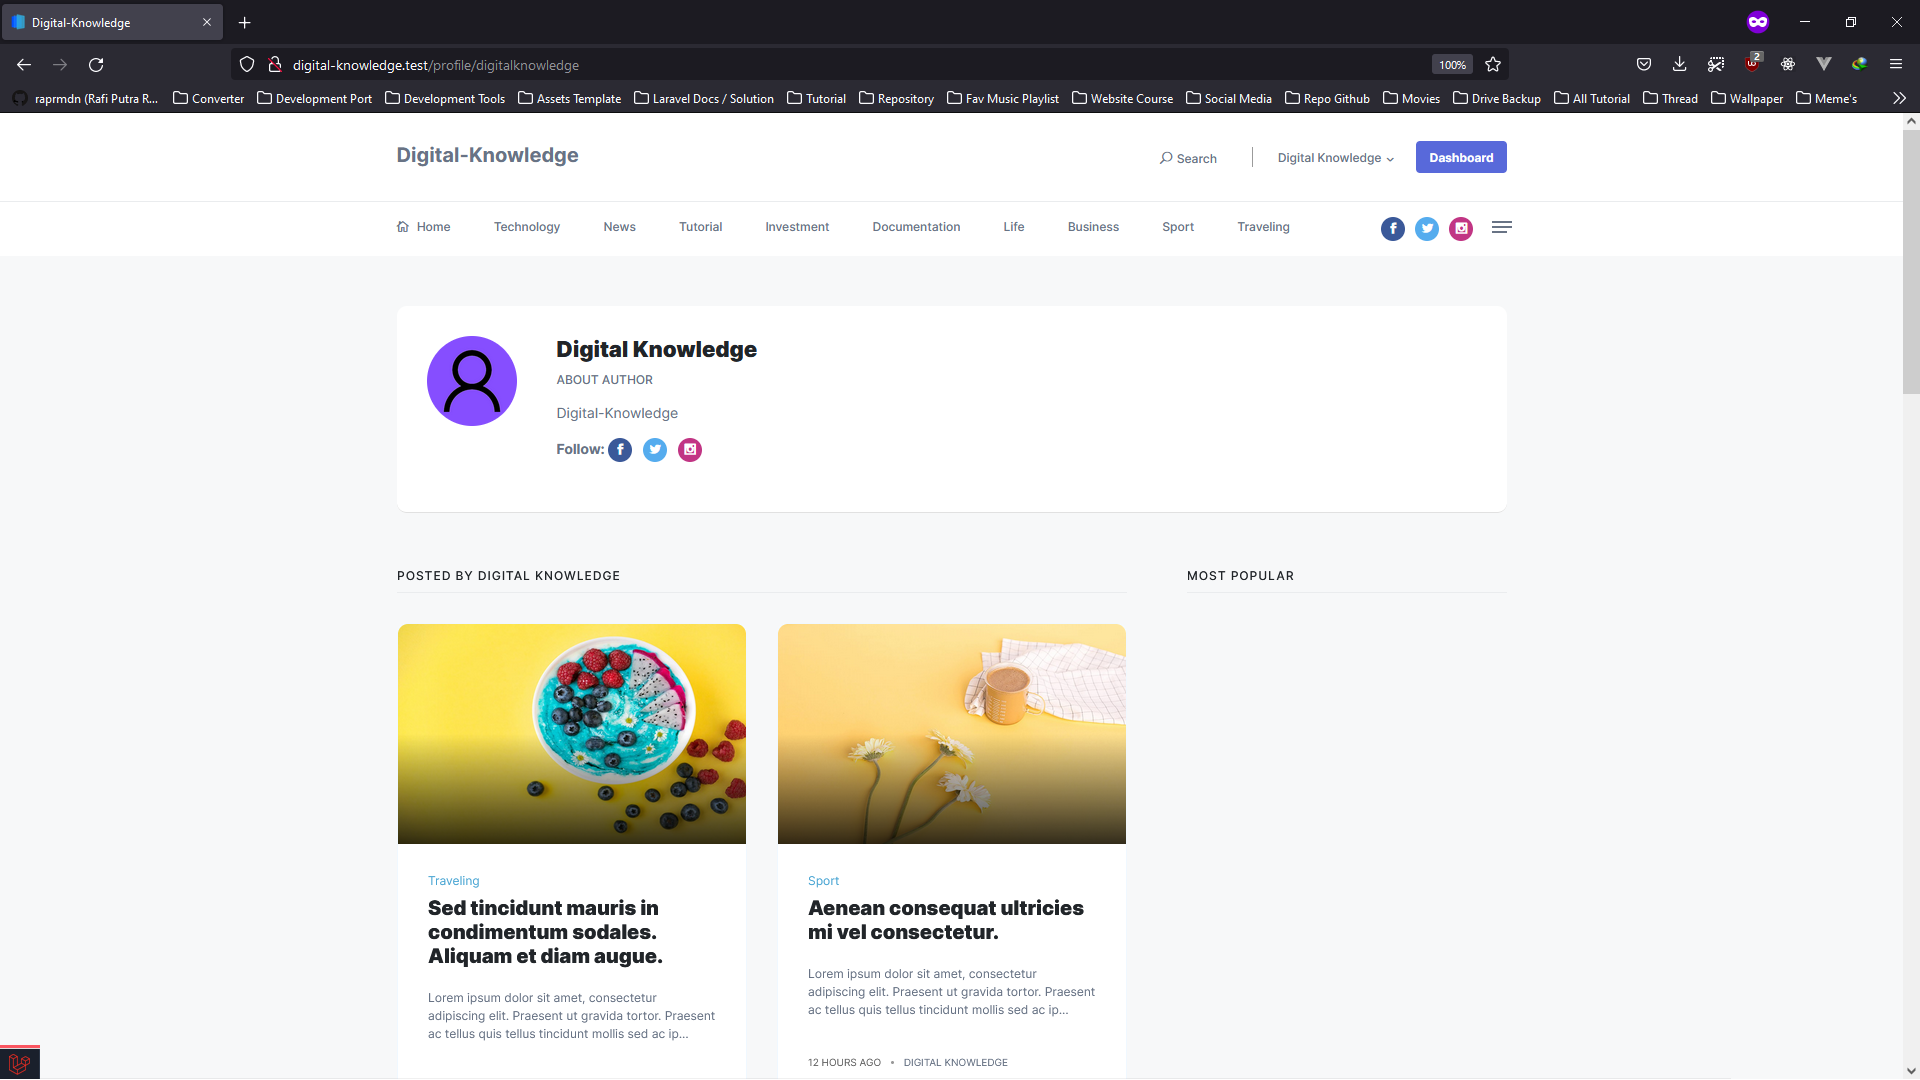 Digital-Knowledge
digital-knowledge.test/profile/digitalknowledge
100%
2
raprmdn (Rafi Putra R...
Converter
Development Port
Development Tools
Assets Template
Laravel Docs / Solution
Tutorial
Repository
Fav Music Playlist
Website Course
Social Media
Repo Github
Movies
Drive Backup
All Tutorial
Thread
Wallpaper
Meme's
Digital-Knowledge
Search
Digital Knowledge
Dashboard
Home
Technology
News
Tutorial
Investment
Documentation
Life
Business
Sport
Traveling
Digital Knowledge
ABOUT AUTHOR
Digital-Knowledge
Follow:
POSTED BY DIGITAL KNOWLEDGE
MOST POPULAR
Traveling
Sed tincidunt mauris in
condimentum sodales.
Aliquam et diam augue.
Lorem ipsum dolor sit amet, consectetur
adipiscing elit. Praesent ut gravida tortor. Praesent
ac tellus quis tellus tincidunt mollis sed ac ip...
Sport
Aenean consequat ultricies
mi vel consectetur.
Lorem ipsum dolor sit amet, consectetur
adipiscing elit. Praesent ut gravida tortor. Praesent
ac tellus quis tellus tincidunt mollis sed ac ip...
12 HOURS AGO • DIGITAL KNOWLEDGE